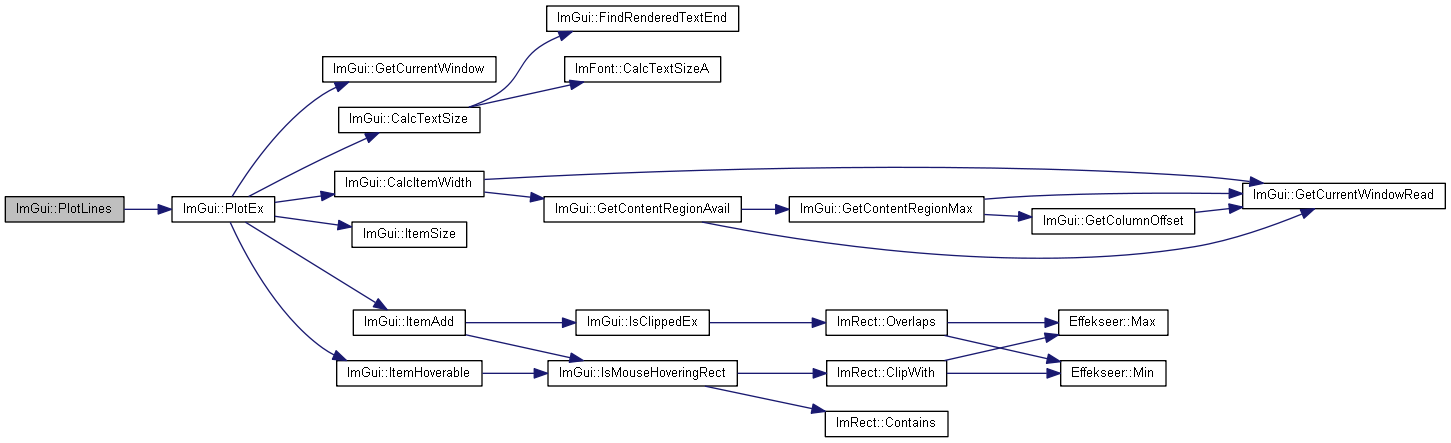 ImGui::FindRenderedTextEnd
ImGui::GetCurrentWindow
ImFont::CalcTextSizeA
ImGui::CalcTextSize
ImGui::CalcItemWidth
ImGui::GetCurrentWindowRead
ImGui::PlotLines
ImGui::PlotEx
ImGui::GetContentRegionAvail
ImGui::GetContentRegionMax
ImGui::GetColumnOffset
ImGui::ItemSize
ImGui::ItemAdd
ImGui::IsClippedEx
ImRect::Overlaps
Effekseer::Max
ImGui::ItemHoverable
ImGui::IsMouseHoveringRect
ImRect::ClipWith
Effekseer::Min
ImRect::Contains